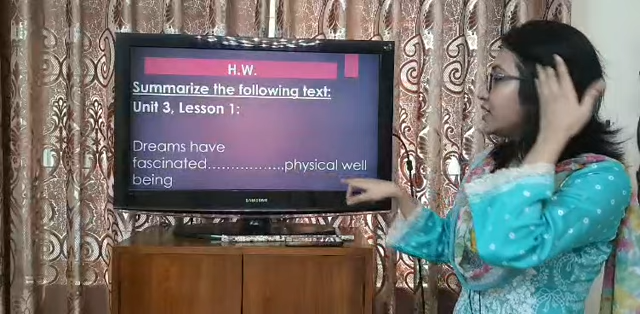 H.W.
Summarize the following text:
Unit 3, Lesson 1:
Dreams have
fascinated……………..physical well
being
SAMSUNG